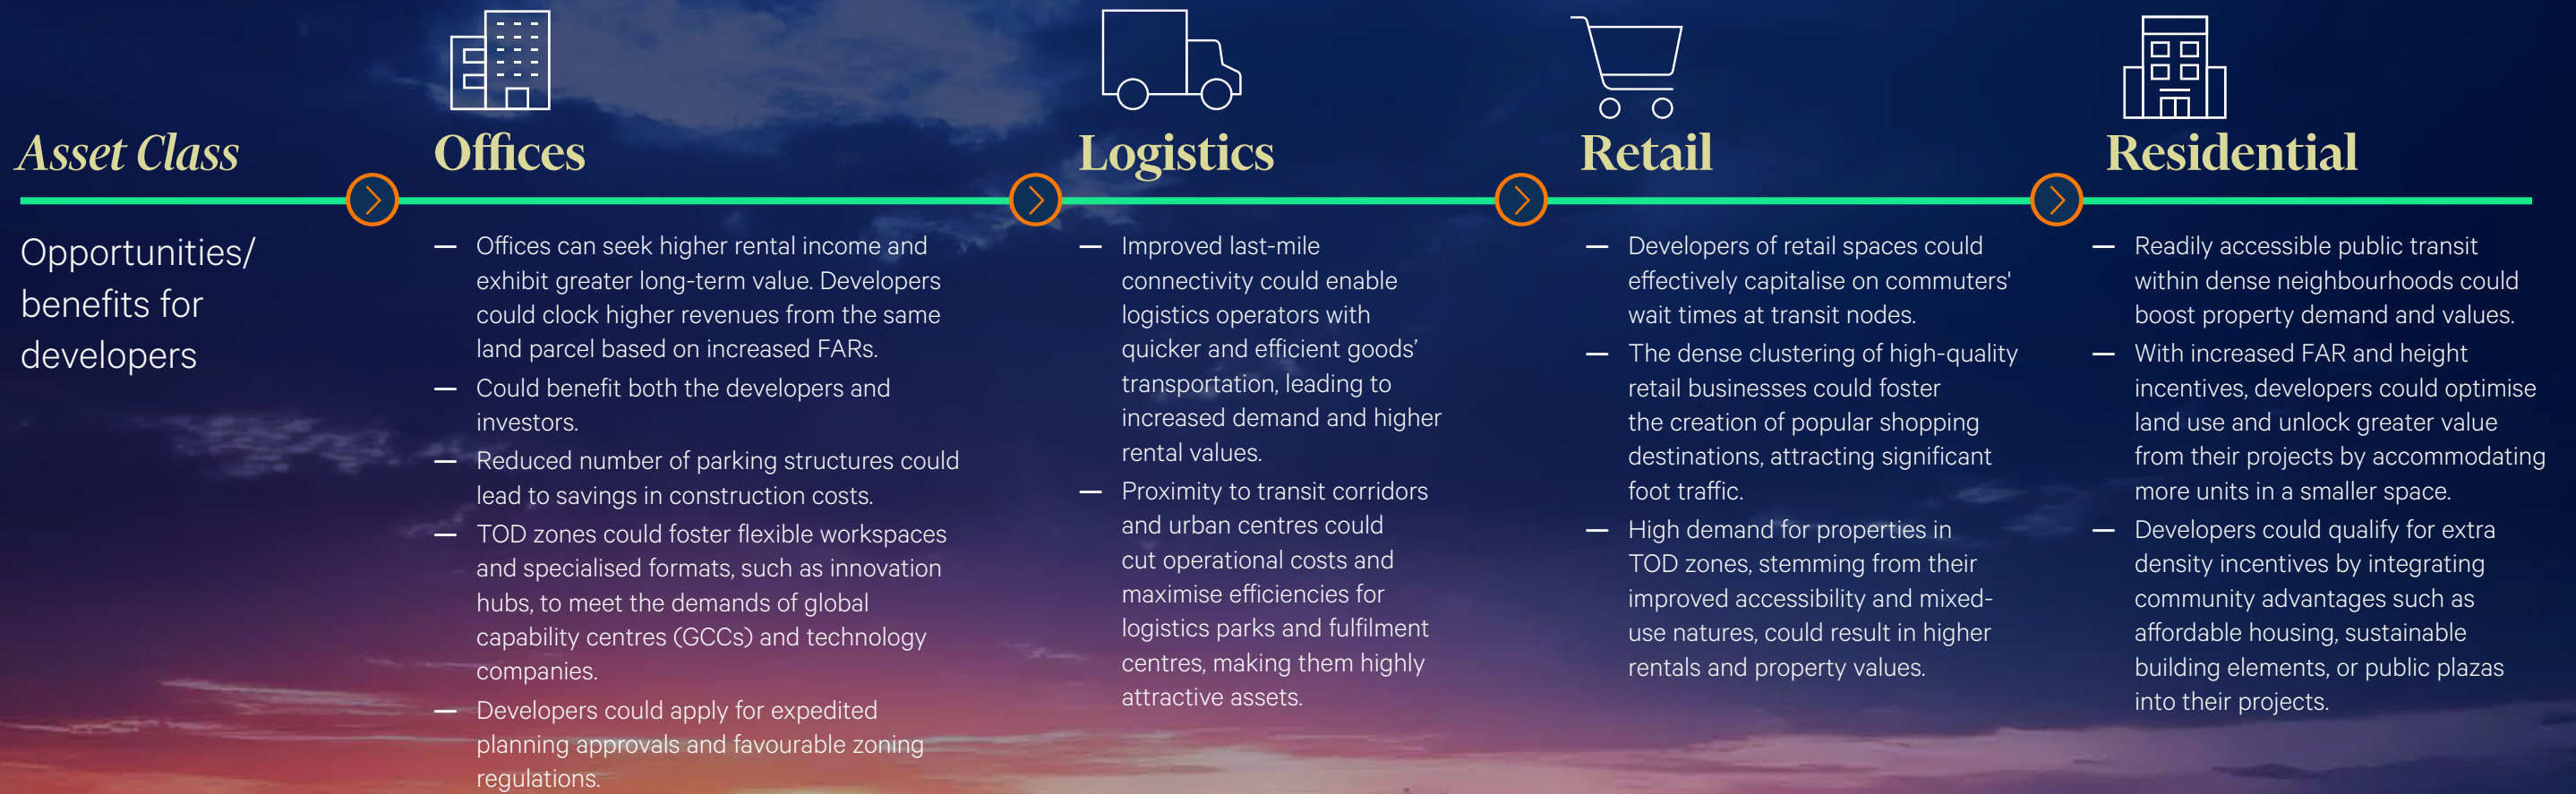 Asset Class
Opportunities/
benefits for
developers
Offices
— Offices can seek higher rental income and
exhibit greater long-term value. Developers
could clock higher revenues from the same
land parcel based on increased FARs.
— Could benefit both the developers and
investors.
— Reduced number of parking structures could
lead to savings in construction costs.
— TOD zones could foster flexible workspaces
and specialised formats, such as innovation
hubs, to meet the demands of global
capability centres (GCCs) and technology
companies.
— Developers could apply for expedited
planning approvals and favourable zoning
regulations.
Logistics
— Improved last-mile
connectivity could enable
logistics operators with
quicker and efficient goods’
transportation, leading to
increased demand and higher
rental values.
— Proximity to transit corridors
and urban centres could
cut operational costs and
maximise efficiencies for
logistics parks and fulfilment
centres, making them highly
attractive assets.
Retail
— Developers of retail spaces could
effectively capitalise on commuters'
wait times at transit nodes.
— The dense clustering of high-quality
retail businesses could foster
the creation of popular shopping
destinations, attracting significant
foot traffic.
— High demand for properties in
TOD zones, stemming from their
improved accessibility and mixed-
use natures, could result in higher
rentals and property values.
Residential
— Readily accessible public transit
within dense neighbourhoods could
boost property demand and values.
— With increased FAR and height
incentives, developers could optimise
land use and unlock greater value
from their projects by accommodating
more units in a smaller space.
— Developers could qualify for extra
density incentives by integrating
community advantages such as
affordable housing, sustainable
building elements, or public plazas
into their projects.